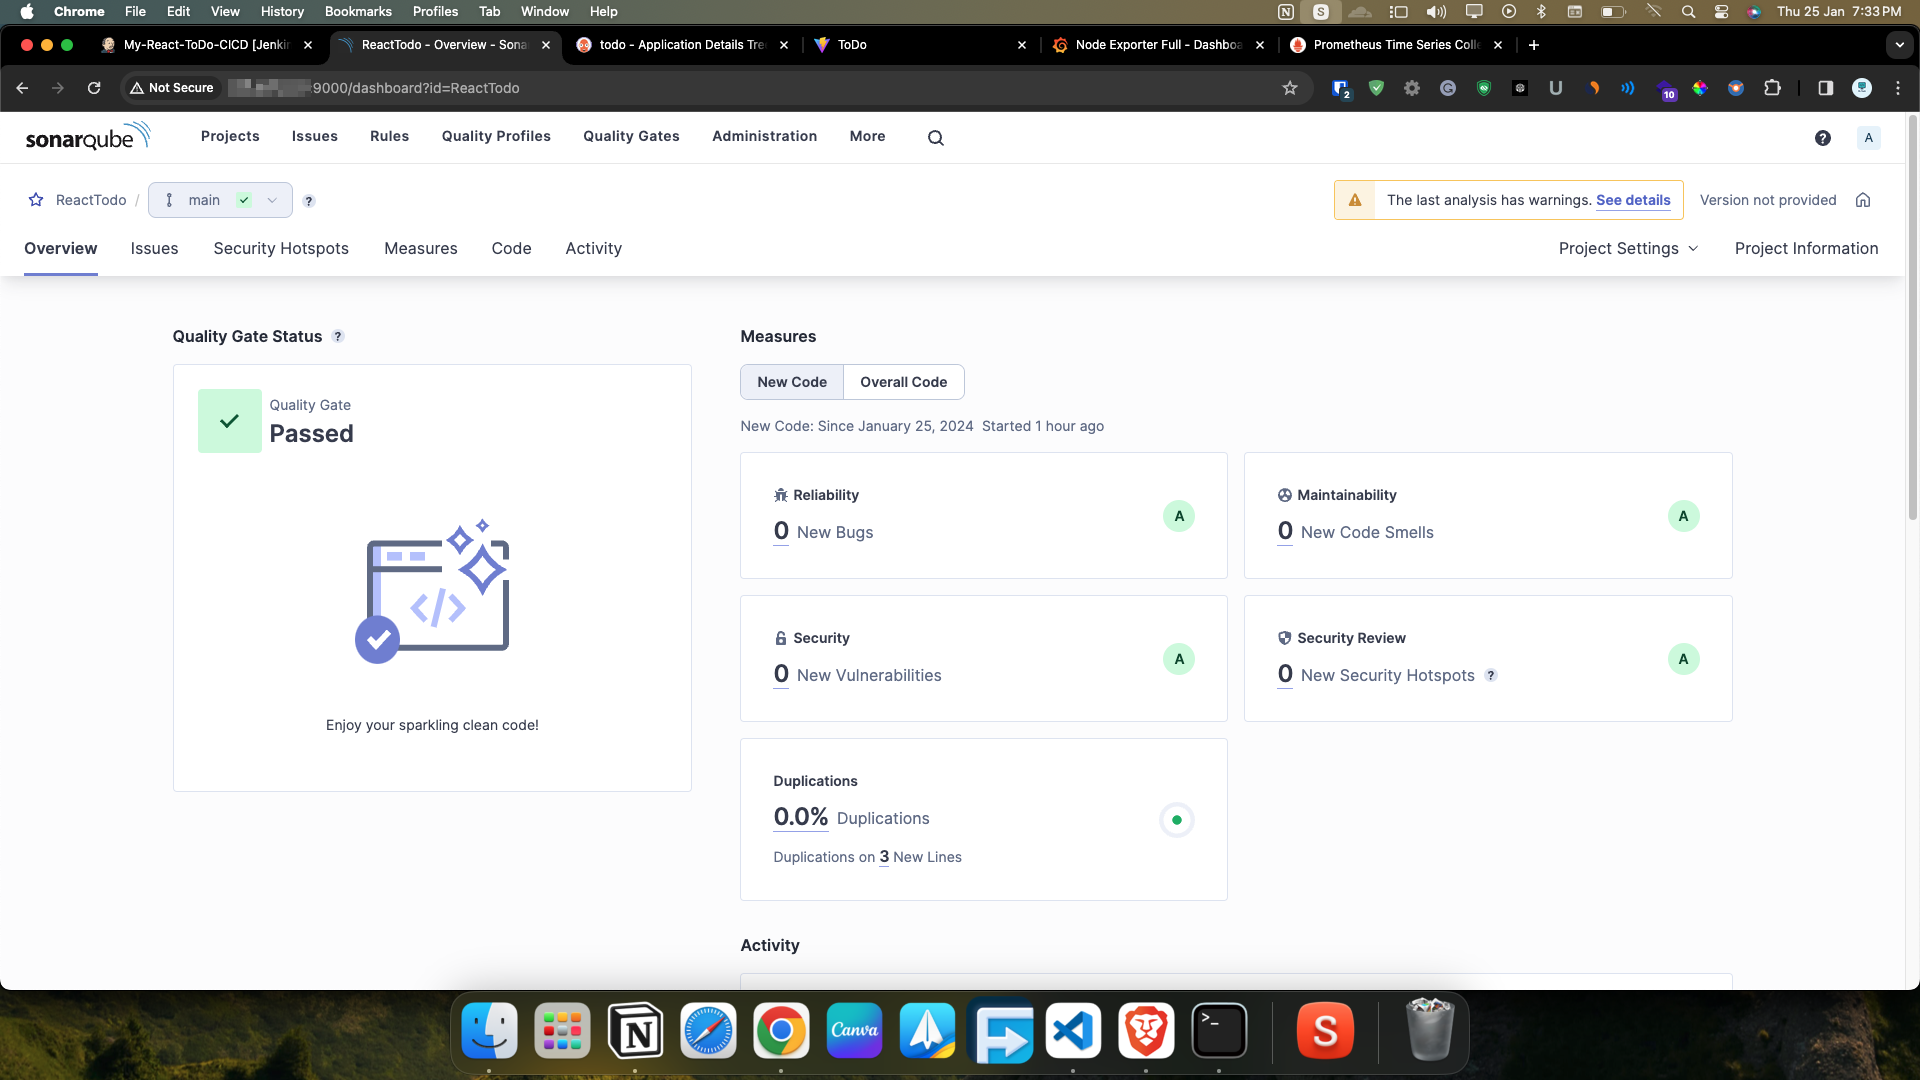 Chrome File Edit View History Bookmarks Profiles Tab Window Help Thu 25 Jan 7:33 PM
My-React-ToDo-CICD [Jenki ReactTodo - Overview - Sona todo - Application Details Tre ToDo Node Exporter Full - Dashboa Prometheus Time Series Coll
Not Secure :9000/dashboard?id=ReactTodo 2 10
sonarqube Projects Issues Rules Quality Profiles Quality Gates Administration More A
ReactTodo / main ? The last analysis has warnings. See details Version not provided
Overview Issues Security Hotspots Measures Code Activity Project Settings Project Information
Quality Gate Status ?
Quality Gate
Passed
Enjoy your sparkling clean code!
Measures
New Code Overall Code
New Code: Since January 25, 2024 Started 1 hour ago
Reliability
0 New Bugs A
Maintainability
0 New Code Smells A
Security
0 New Vulnerabilities A
Security Review
0 New Security Hotspots ? A
Duplications
0.0% Duplications
Duplications on 3 New Lines
Activity
Canva